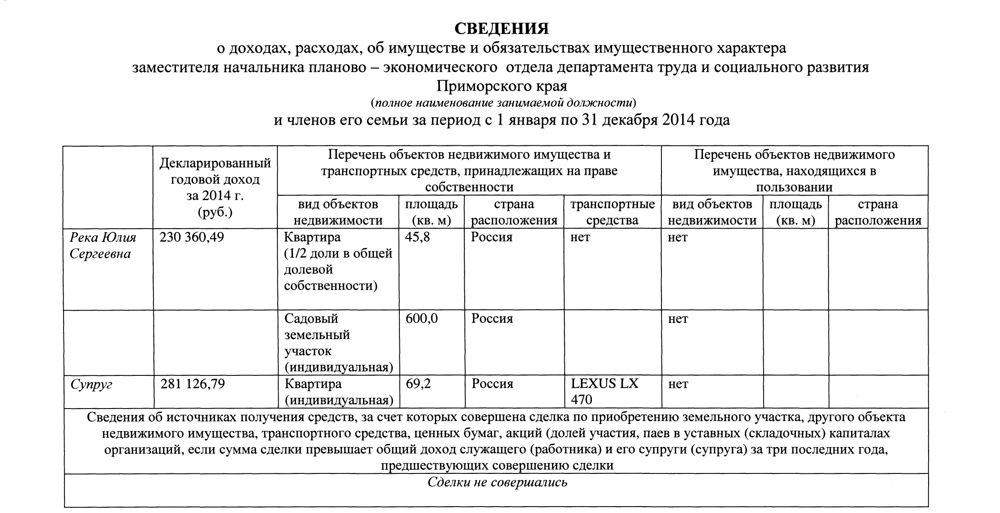 СВЕДЕНИЯ
о доходах, расходах, об имуществе и обязательствах имущественного характера
заместителя начальника планово – экономического отдела департамента труда и социального развития
Приморского края
(полное наименование занимаемой должности)
и членов его семьи за период с 1 января по 31 декабря 2014 года
Декларированный
годовой доход
за 2014 г.
(руб.)
Перечень объектов недвижимого имущества и
транспортных средств, принадлежащих на праве
собственности
Перечень объектов недвижимого
имущества, находящихся в
пользовании
вид объектов
недвижимости
площадь
(кв. м)
страна
расположения
транспортные
средства
вид объектов
недвижимости
площадь
(кв. м)
страна
расположения
Река Юлия
Сергеевна
230 360,49
Квартира
(1/2 доли в общей
долевой
собственности)
45,8
Россия
нет
нет
Садовый
земельный
участок
(индивидуальная)
600,0
Россия
нет
Супруг
281 126,79
Квартира
(индивидуальная)
69,2
Россия
LEXUS LX
470
нет
Сведения об источниках получения средств, за счет которых совершена сделка по приобретению земельного участка, другого объекта
недвижимого имущества, транспортного средства, ценных бумаг, акций (долей участия, паев в уставных (складочных) капиталах
организаций, если сумма сделки превышает общий доход служащего (работника) и его супруги (супруга) за три последних года,
предшествующих совершению сделки
Сделки не совершались